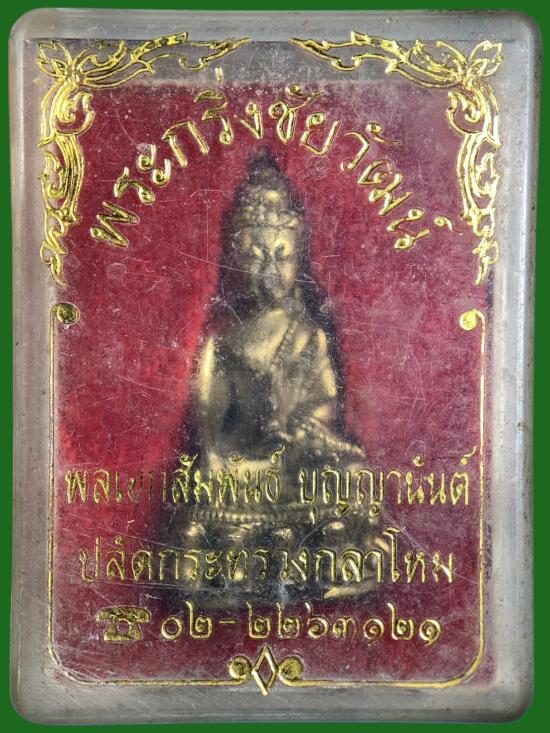 พระกริ่งชัยวัฒน์
พลเอกสัมพันธ์ บุญญานันต์
ปลัดกระทรวงกลาโหม
☎ ๐๒-๒๒๖๓๑๒๑